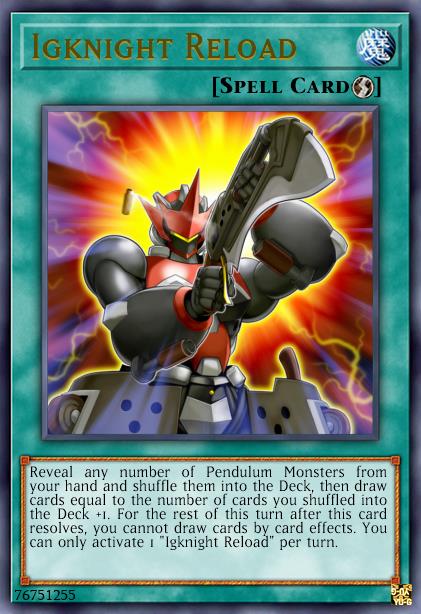 Igknight Reload
魔
[Spell Card]
Reveal any number of Pendulum Monsters from
your hand and shuffle them into the Deck, then draw
cards equal to the number of cards you shuffled into
the Deck +1. For the rest of this turn after this card
resolves, you cannot draw cards by card effects. You
can only activate 1 "Igknight Reload" per turn.
76751255